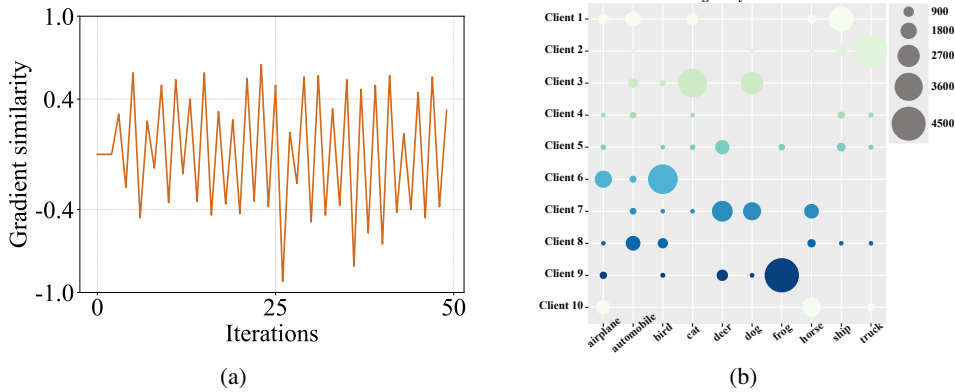 1.0
0.4
-0.4
-1.0
Gradient similarity
0
25
50
Iterations
(a)
Client 1
Client 2
Client 3
Client 4
Client 5
Client 6
Client 7
Client 8
Client 9
Client 10
airplane
automobile
bird
cat
deer
dog
frog
horse
ship
truck
900
1800
2700
3600
4500
(b)